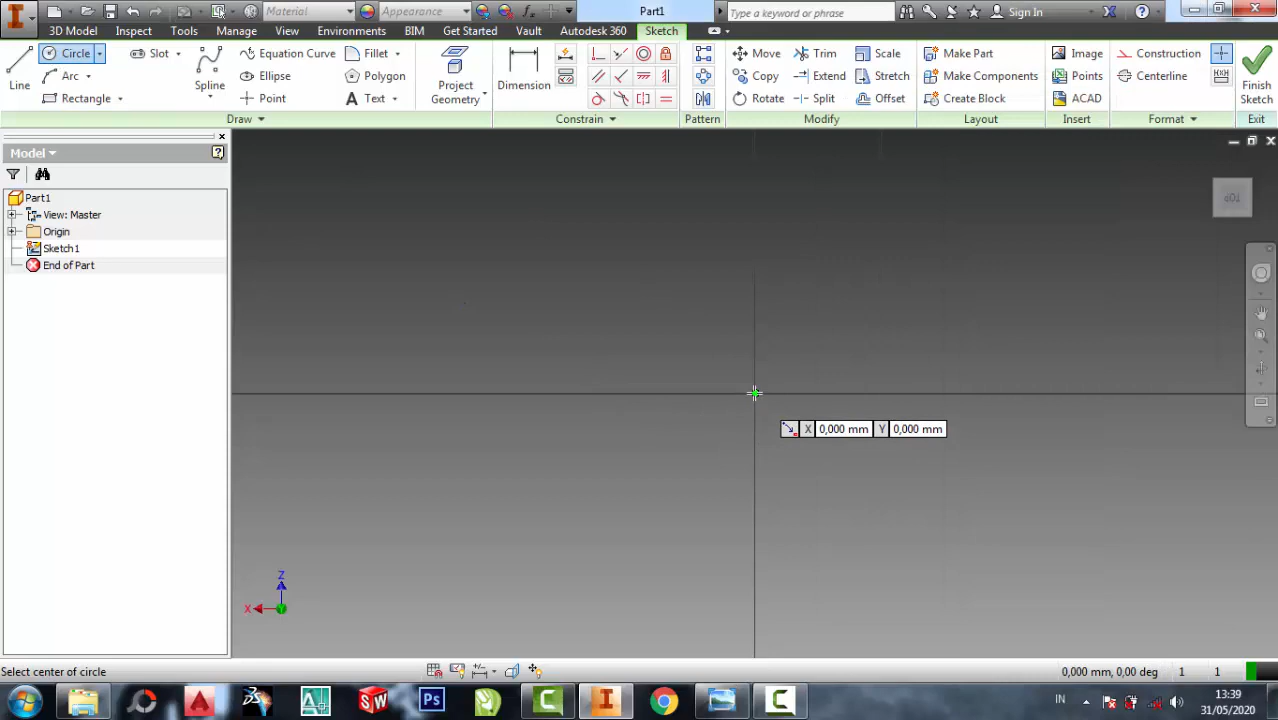 Material
Appearance
Part1
Type a keyword or phrase
Sign In
3D Model
Inspect
Tools
Manage
View
Environments
BIM
Get Started
Vault
Autodesk 360
Sketch
Line
Circle
Arc
Rectangle
Slot
Spline
Equation Curve
Ellipse
Point
Fillet
Polygon
Text
Dimension
Project
Geometry
Move
Copy
Rotate
Trim
Extend
Split
Scale
Stretch
Offset
Make Part
Make Components
Create Block
Image
Points
ACAD
Construction
Centerline
Finish
Sketch
Draw
Constrain
Pattern
Modify
Layout
Insert
Format
Exit
Model
Part1
View: Master
Origin
Sketch1
End of Part
Top
X 0,000 mm Y 0,000 mm
Z
X
Y
Select center of circle
0,000 mm, 0,00 deg 1 1
Ps
IN
13:39
31/05/2020